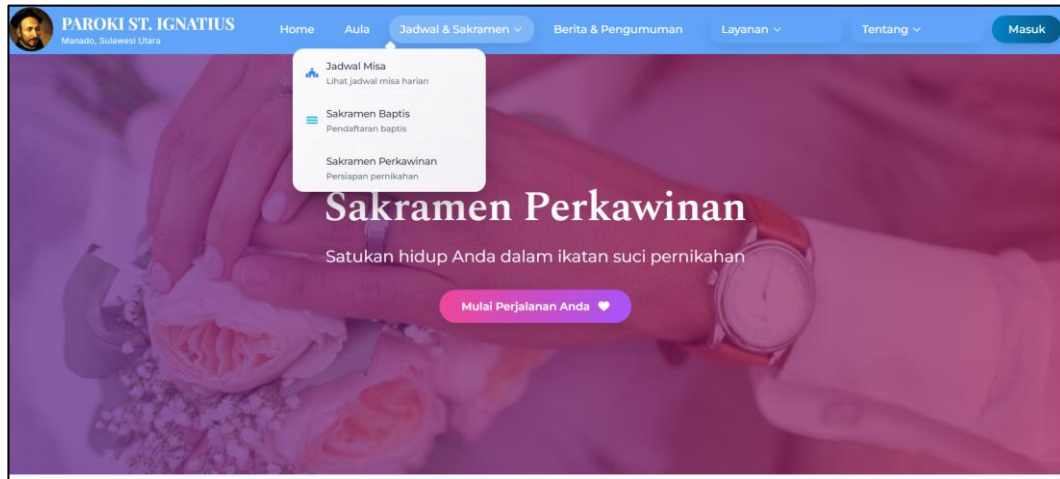 PAROKI ST. IGNATIUS
Manado, Sulawesi Utara
Home
Aula
Jadwal & Sakramen
Berita & Pengumuman
Layanan
Tentang
Masuk
Jadwal Misa
Lihat jadwal misa harian
Sakramen Baptis
Pendaftaran baptis
Sakramen Perkawinan
Persiapan pernikahan
Sakramen Perkawinan
Satukan hidup Anda dalam ikatan suci pernikahan
Mulai Perjalanan Anda